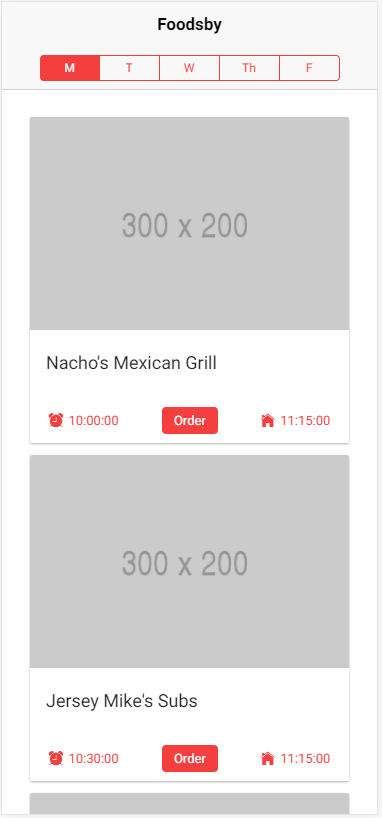 Foodsby
M T W Th F
300 x 200
Nacho's Mexican Grill
10:00:00 Order 11:15:00
300 x 200
Jersey Mike's Subs
10:30:00 Order 11:15:00